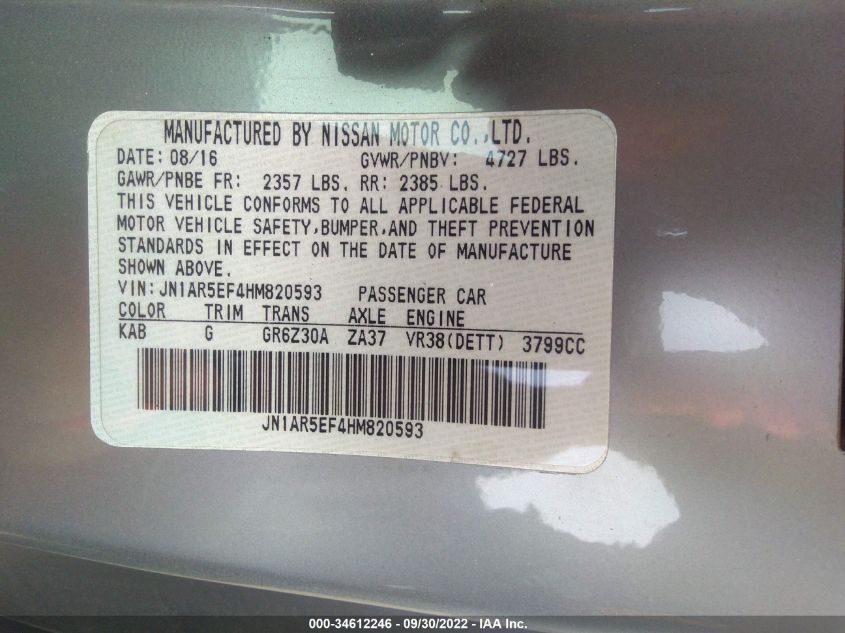 MANUFACTURED BY NISSAN MOTOR CO.,LTD.
DATE: 08/16 GVWR/PNBV: 4727 LBS.
GAWR/PNBE FR: 2357 LBS. RR: 2385 LBS.
THIS VEHICLE CONFORMS TO ALL APPLICABLE FEDERAL
MOTOR VEHICLE SAFETY,BUMPER,AND THEFT PREVENTION
STANDARDS IN EFFECT ON THE DATE OF MANUFACTURE
SHOWN ABOVE.
VIN: JN1AR5EF4HM820593 PASSENGER CAR
COLOR TRIM TRANS AXLE ENGINE
KAB G GR6Z30A ZA37 VR38(DETT) 3799CC
JN1AR5EF4HM820593
000-34612246 - 09/30/2022 - IAA Inc.